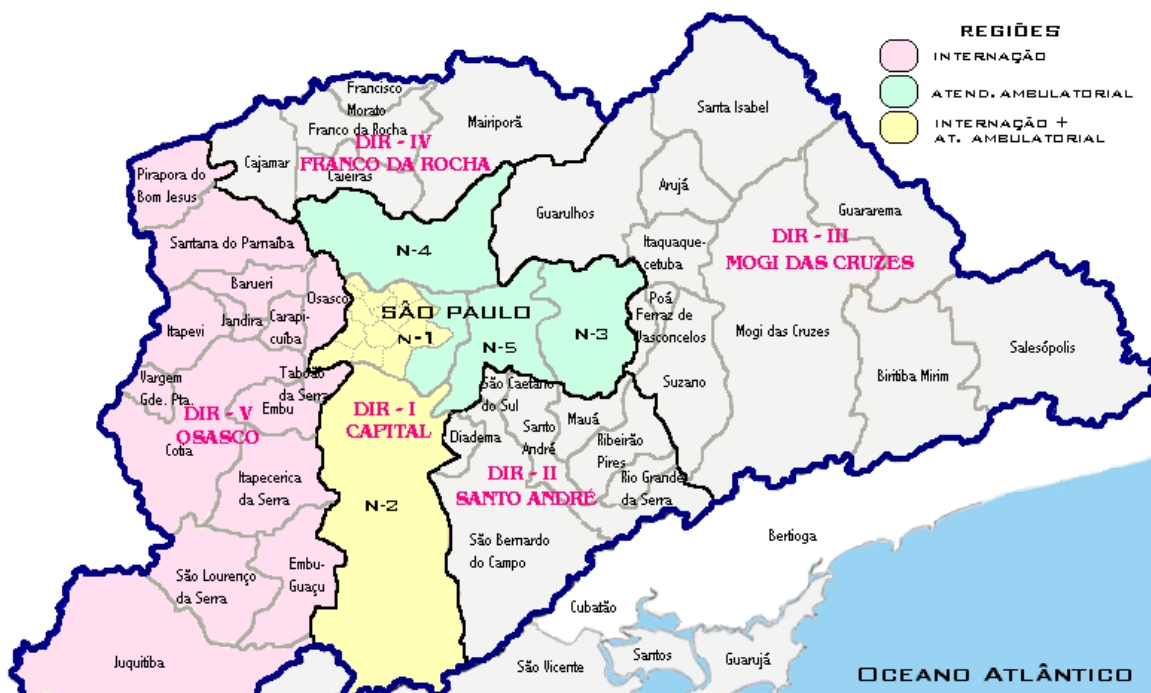 REGIÕES
INTERNAÇÃO
ATEND. AMBULATORIAL
INTERNAÇÃO +
AT. AMBULATORIAL
Francisco
Morato
Franco da Rocha
Mairiporã
DIR - IV
FRANCO DA ROCHA
Cajamar
Caieiras
Santa Isabel
Pirapora do
Bom Jesus
Arujá
Guarulhos
Guararema
Santana do Parnaíba
N-4
Itaquaque-
cetuba
DIR - III
MOGI DAS CRUZES
Barueri
Osasco
Itapevi
Jandira
Carapi-
cuíba
SÂO PAULO
N-1
N-5
N-3
Poá
Ferraz de
Vasconcelos
Mogi das Cruzes
Salesópolis
Biritiba Mirim
Suzano
Vargem
Gde. Pta.
Taboão
da Serra
Embu
DIR - V
OSASCO
Cotia
DIR - I
CAPITAL
São Caetano
do Sul
Diadema
Santo
André
Mauá
Ribeirão
Pires
Rio Grande
da Serra
DIR - II
SANTO ANDRÉ
Itapecerica
da Serra
N-2
São Bernardo
do Campo
Bertioga
São Lourenço
da Serra
Embu-
Guaçu
Cubatão
Juquitiba
São Vicente
Santos
Guarujá
OCEANO ATLÂNTICO